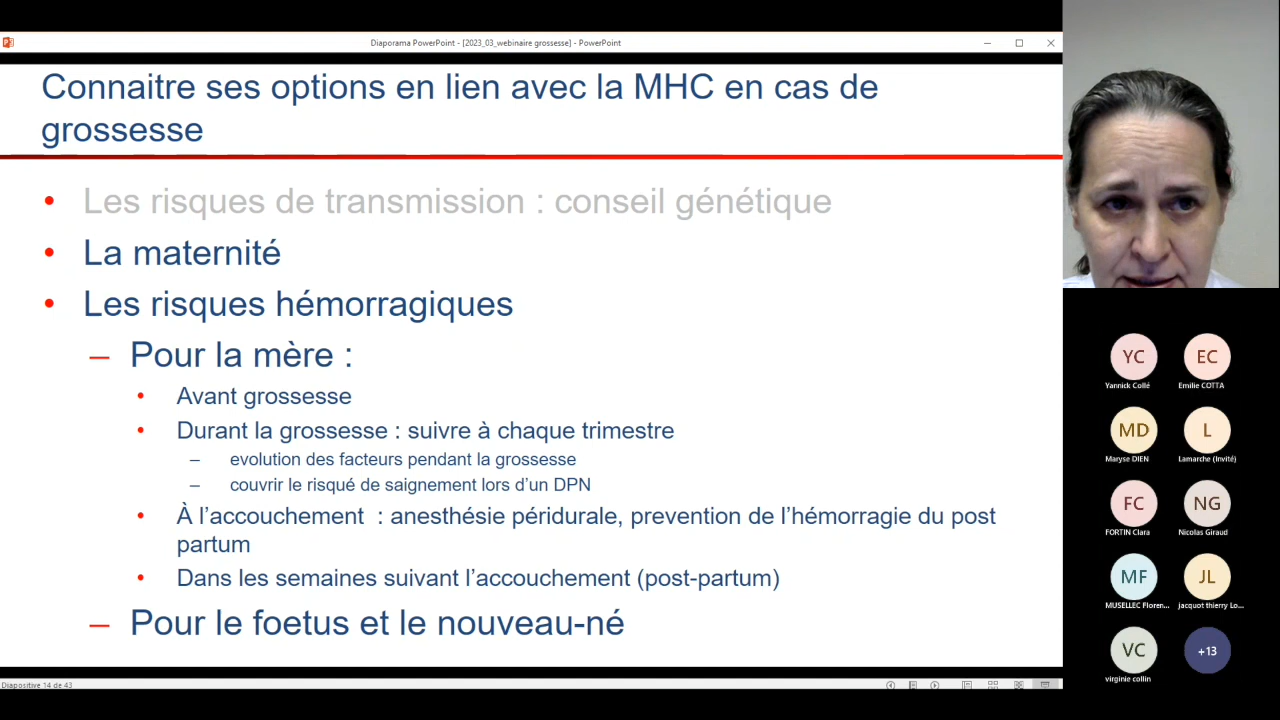 Diaporama PowerPoint - [2023_03_webinaire grossesse] - PowerPoint
Connaitre ses options en lien avec la MHC en cas de
grossesse
• Les risques de transmission : conseil génétique
• La maternité
• Les risques hémorragiques
– Pour la mère :
• Avant grossesse
• Durant la grossesse : suivre à chaque trimestre
– evolution des facteurs pendant la grossesse
– couvrir le risqué de saignement lors d'un DPN
• À l'accouchement : anesthésie péridurale, prevention de l'hémorragie du post
partum
• Dans les semaines suivant l'accouchement (post-partum)
– Pour le foetus et le nouveau-né
Diapositive 14 de 43
YC
EC
Yannick Collé
Emilie COTTA
MD
L
Maryse DIEN
Lamarche (Invité)
FC
NG
FORTIN Clara
Nicolas Giraud
MF
JL
MUSELLEC Floren...
jacquot thierry Lo...
VC
+13
virginie collin